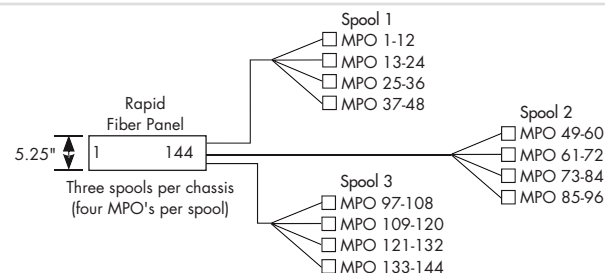 Spool 1
MPO 1-12
MPO 13-24
MPO 25-36
MPO 37-48
Rapid
Fiber Panel
5.25"
1 144
Three spools per chassis
(four MPO's per spool)
Spool 2
MPO 49-60
MPO 61-72
MPO 73-84
MPO 85-96
Spool 3
MPO 97-108
MPO 109-120
MPO 121-132
MPO 133-144